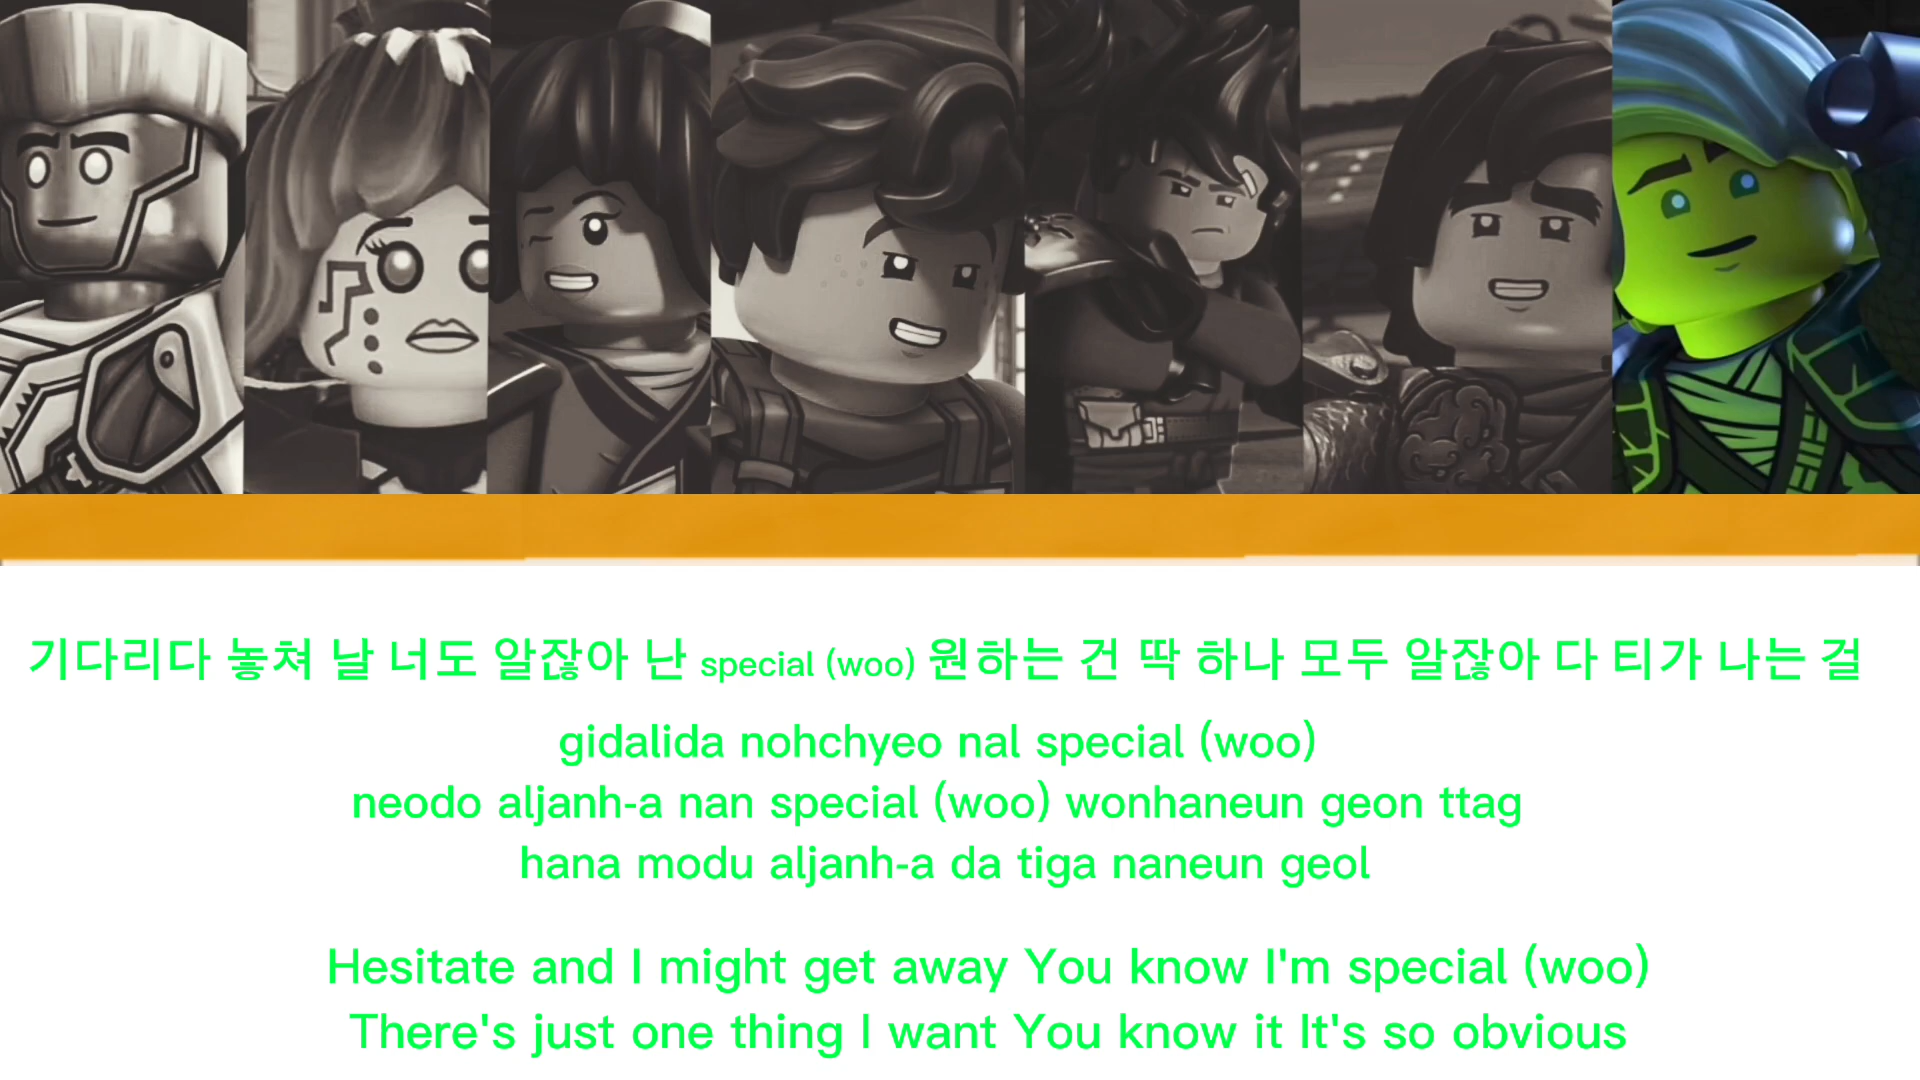 기다리다 놓쳐 날 너도 알잖아 난 special (woo) 원하는 건 딱 하나 모두 알잖아 다 티가 나는 걸
gidalida nohchyeo nal special (woo)
neodo aljanh-a nan special (woo) wonhaneun geon ttag
hana modu aljanh-a da tiga naneun geol
Hesitate and I might get away You know I'm special (woo)
There's just one thing I want You know it It's so obvious